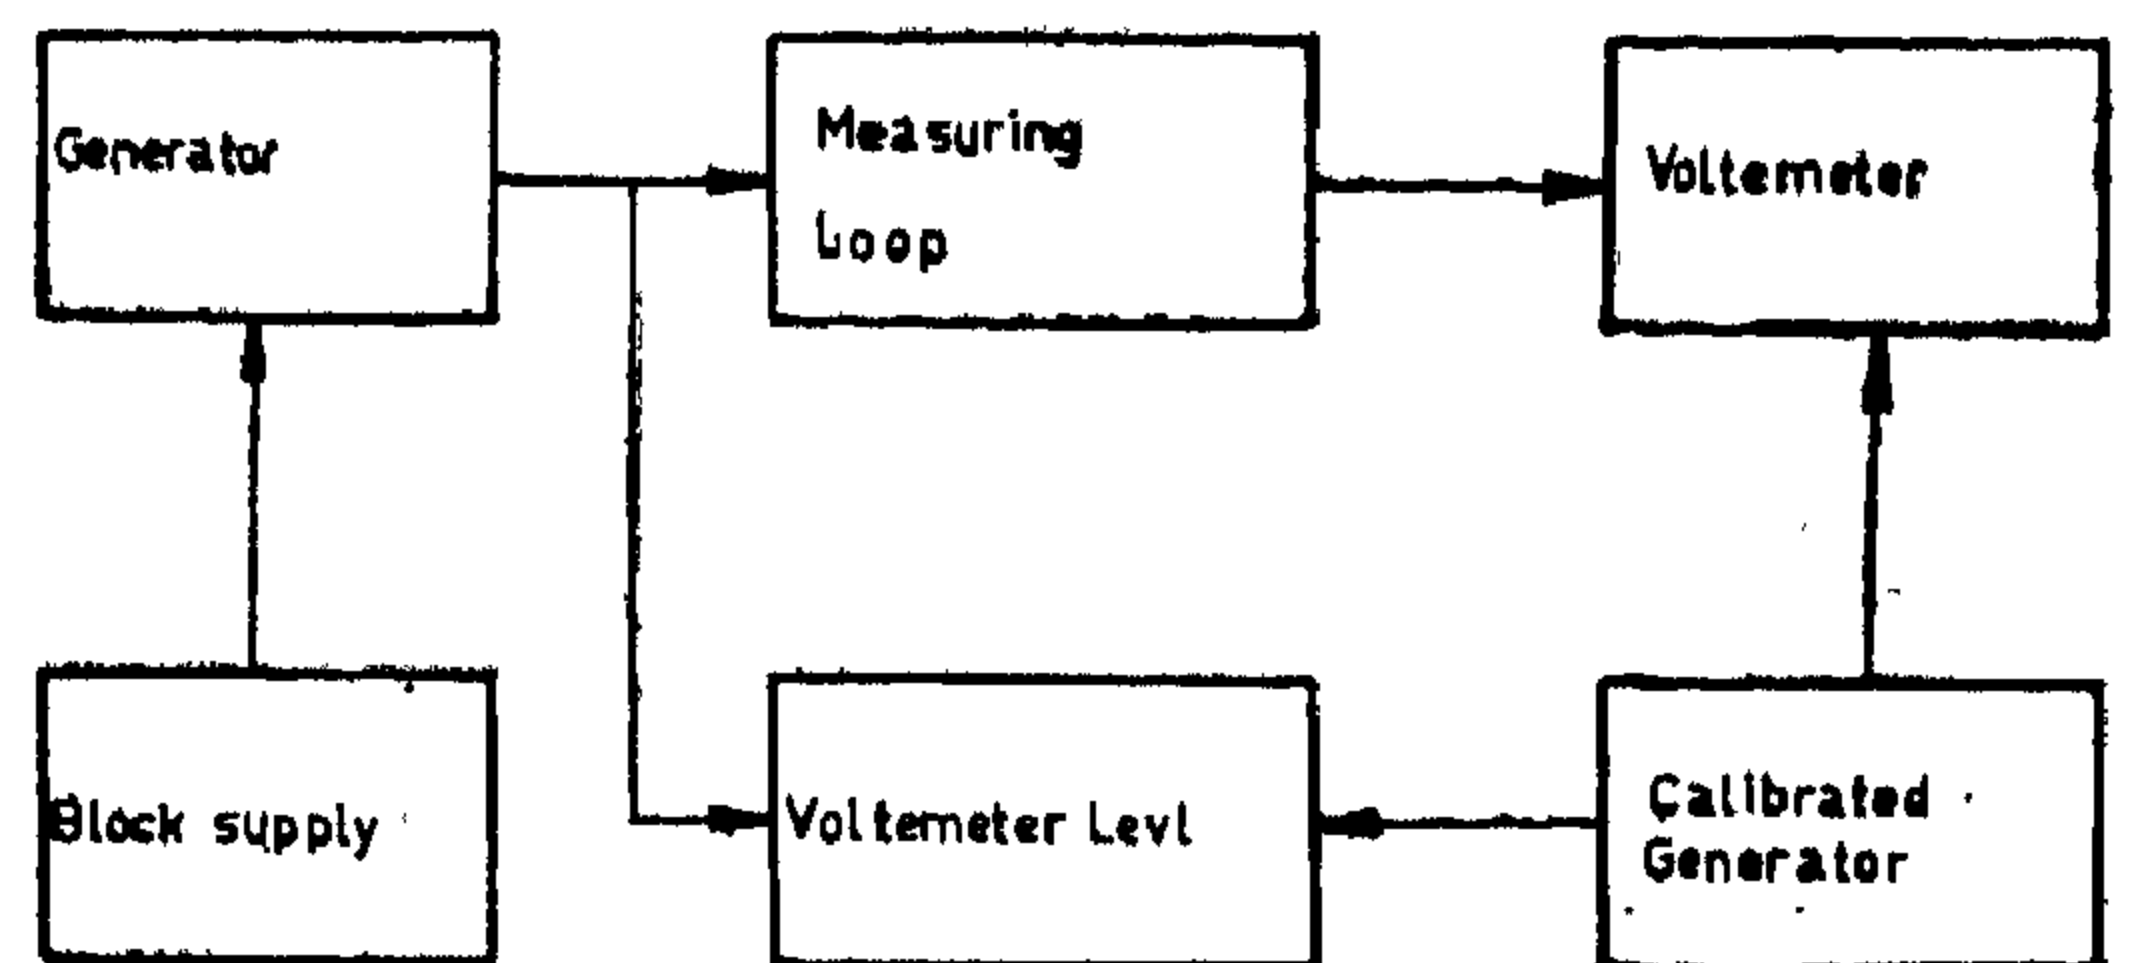 Generator
Measuring
Loop
Voltemeter
Block supply
Voltemeter Levl
Calibrated
Generator